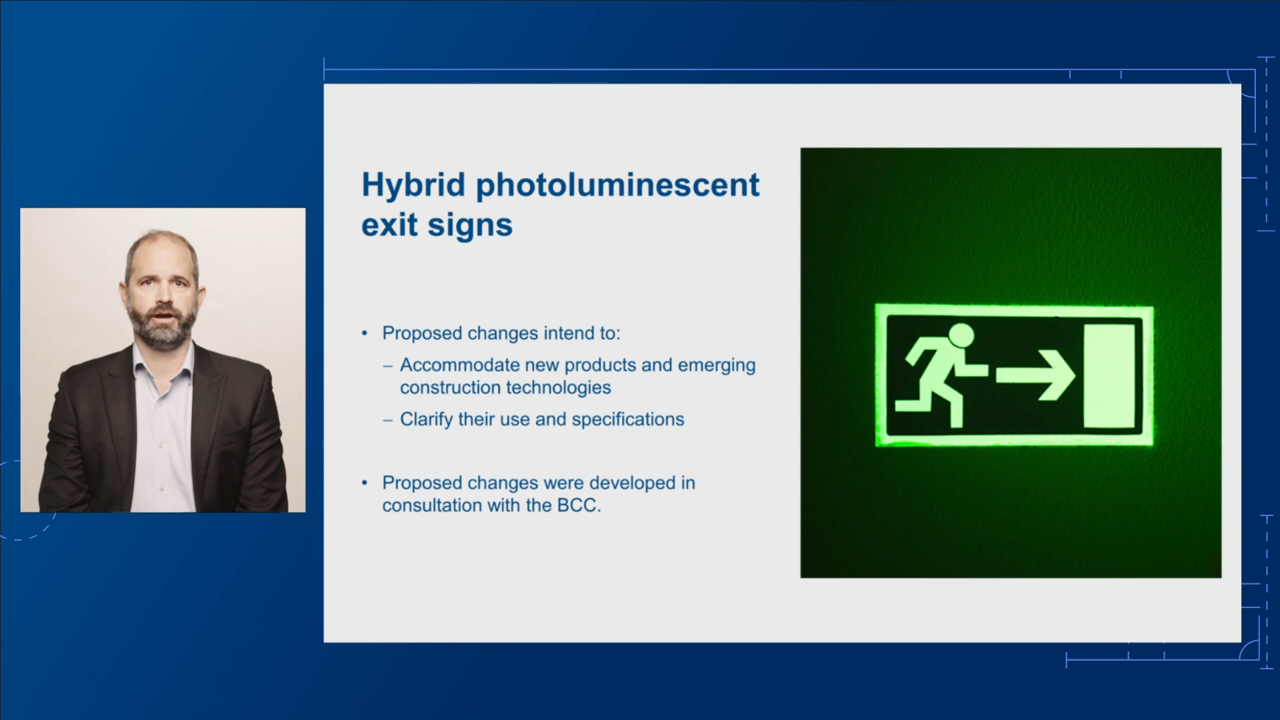 Hybrid photoluminescent
exit signs
• Proposed changes intend to:
– Accommodate new products and emerging
construction technologies
– Clarify their use and specifications
• Proposed changes were developed in
consultation with the BCC.